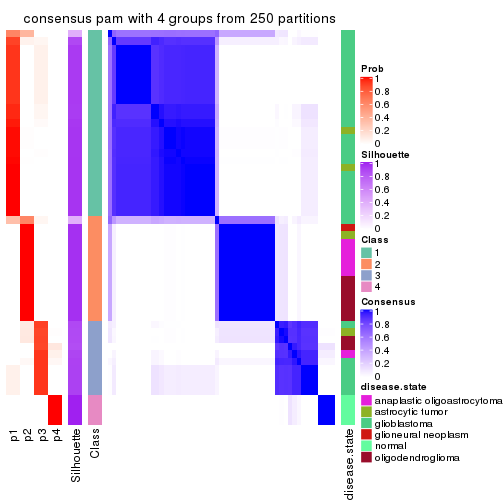 consensus pam with 4 groups from 250 partitions
Prob
1
0.8
0.6
0.4
0.2
0
Silhouette
1
0.8
0.6
0.4
0.2
0
Class
1
2
3
4
Consensus
1
0.8
0.6
0.4
0.2
0
disease.state
anaplastic oligoastrocytoma
astrocytic tumor
glioblastoma
glioneural neoplasm
normal
oligodendroglioma
p1
p2
p3
p4
Silhouette
Class
disease.state